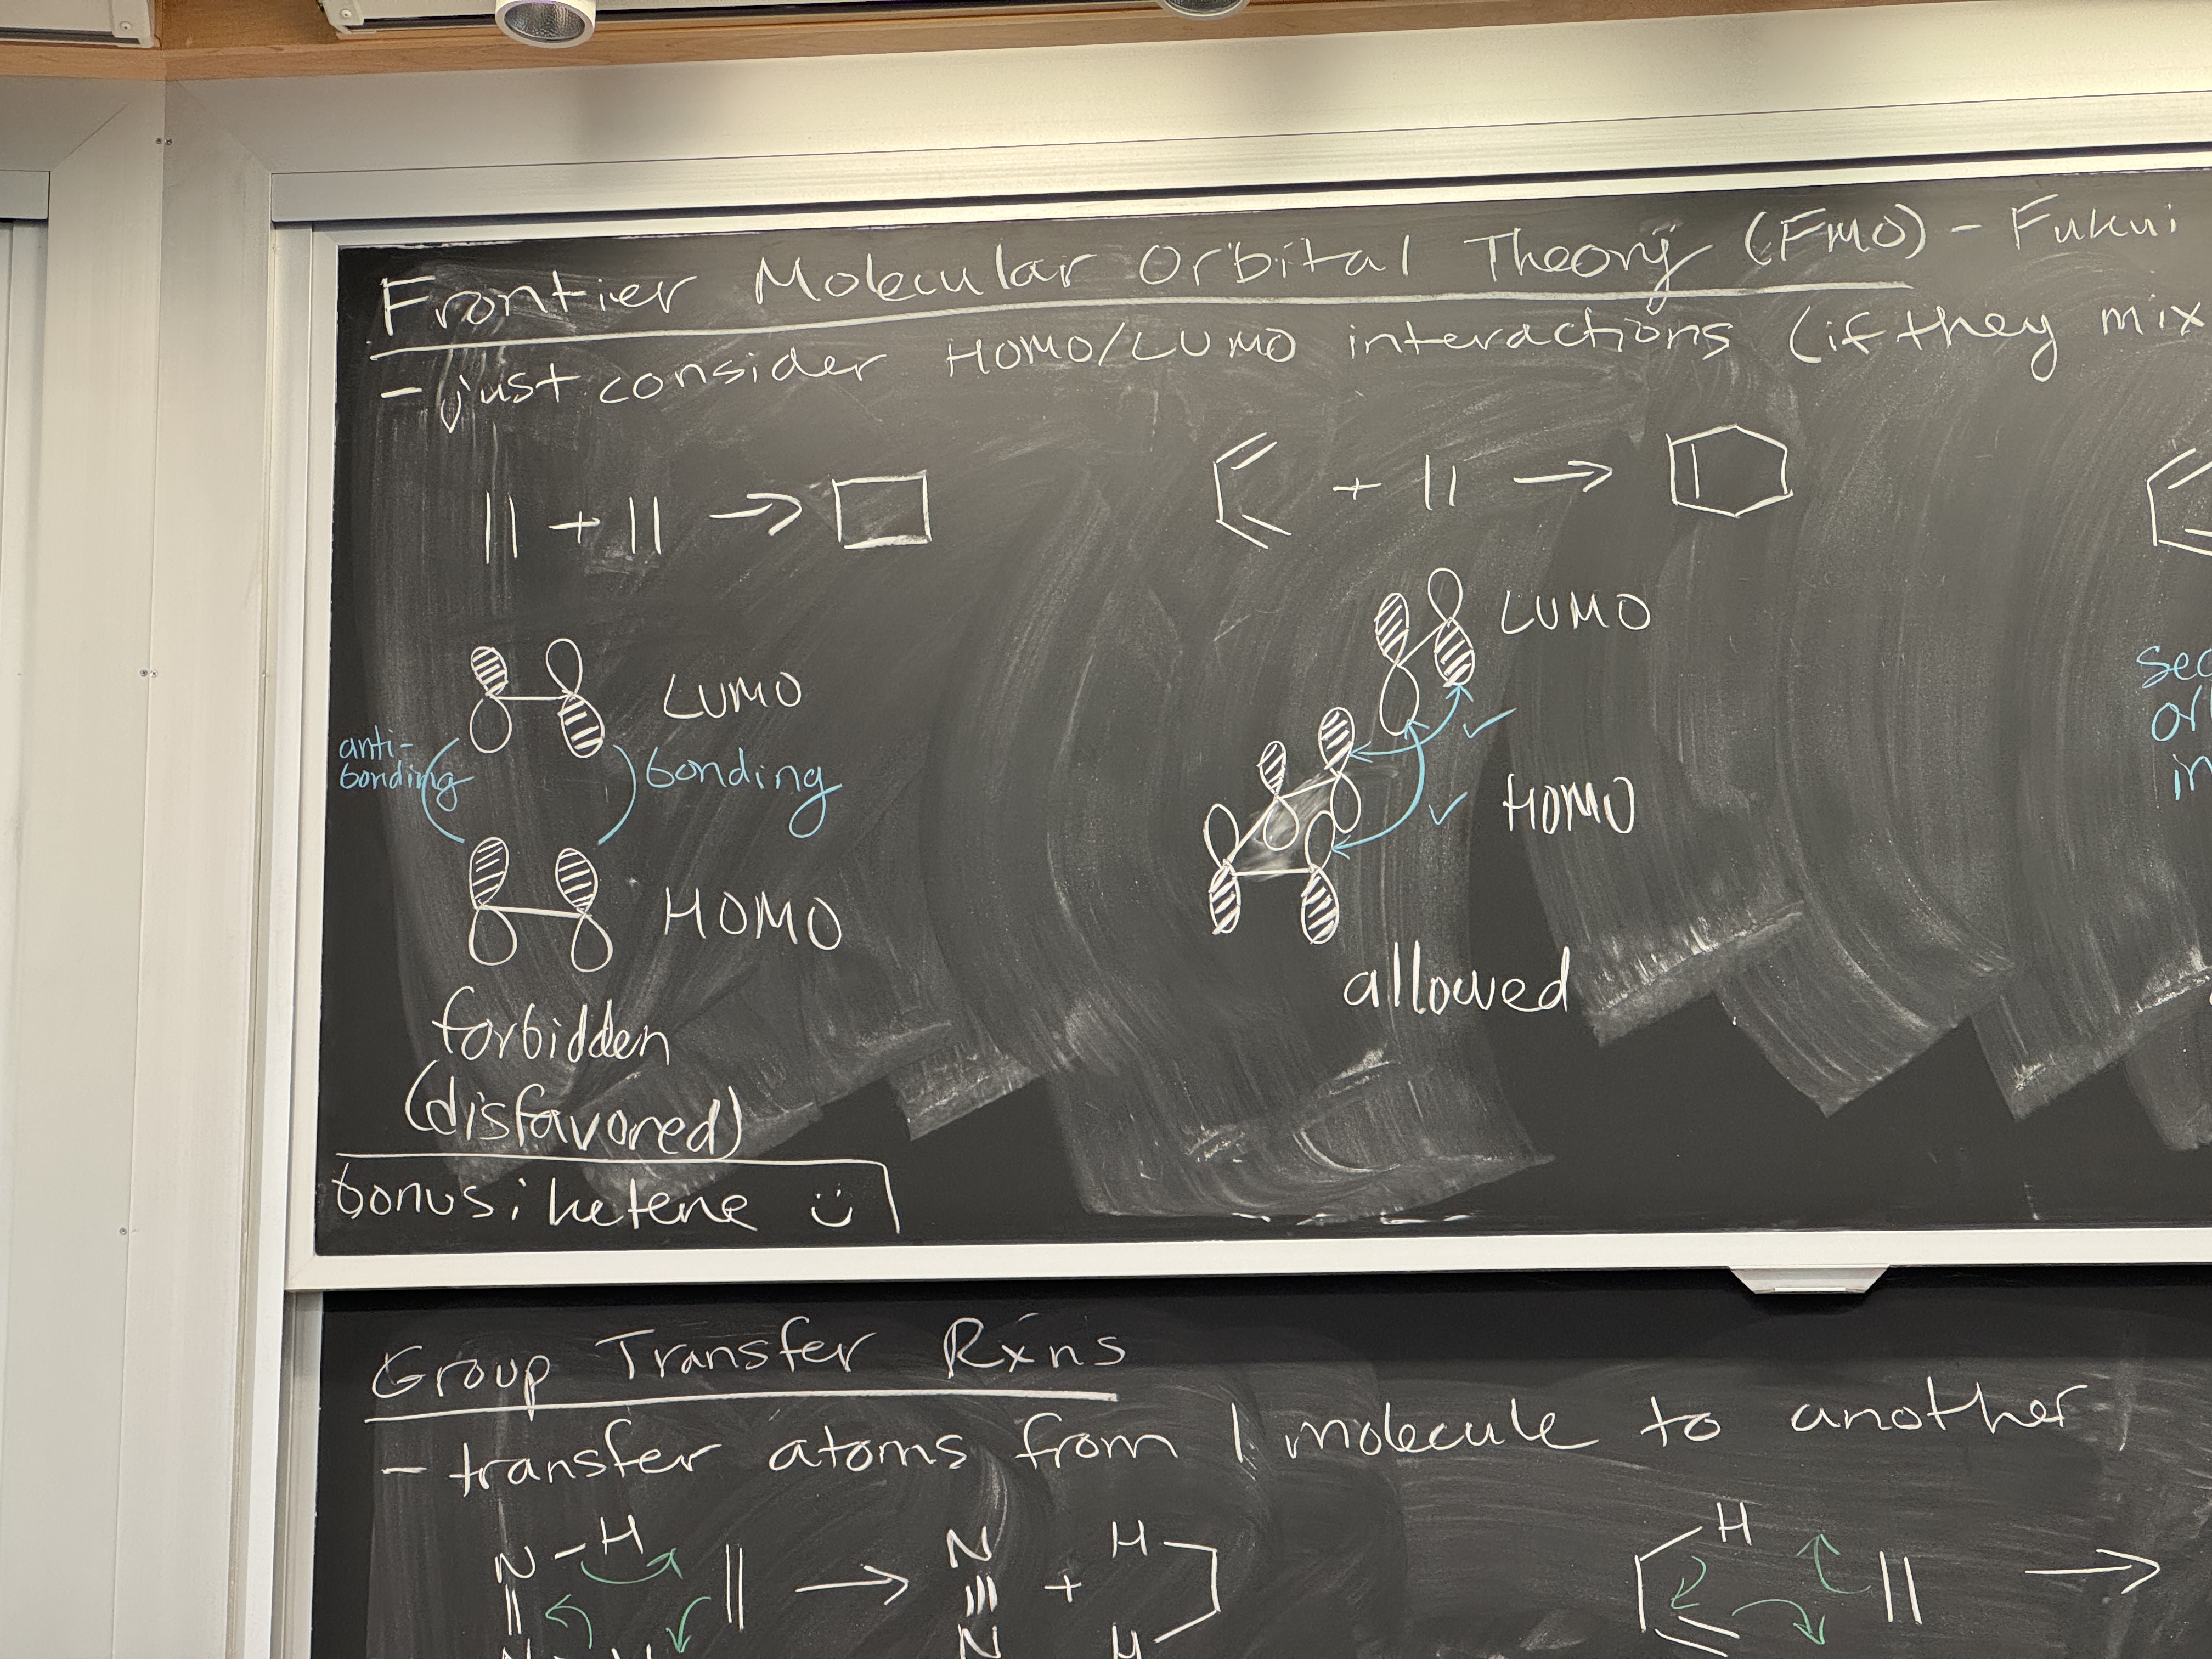 Frontier Molecular Orbital Theory (FMO) - Fukui
- just consider HOMO/LUMO interactions (if they mix
|| + || → □
+ || →
LUMO
anti-
bonding
bonding
HOMO
forbidden
(disfavored)
bonus: ketene :)
LUMO
✓
✓ HOMO
allowed
sec
or
in
Group Transfer Rxns
- transfer atoms from 1 molecule to another
N-H
N
N
+
H
H
H